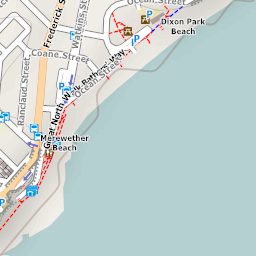 Ocean Street
Dixon Park
Beach
Frederick S
Watkins St
Coane Street
Ranclaud Street
Great North Walk
Bathers Way
Ocean Street
Merewether
Beach
P
P
P
P
P